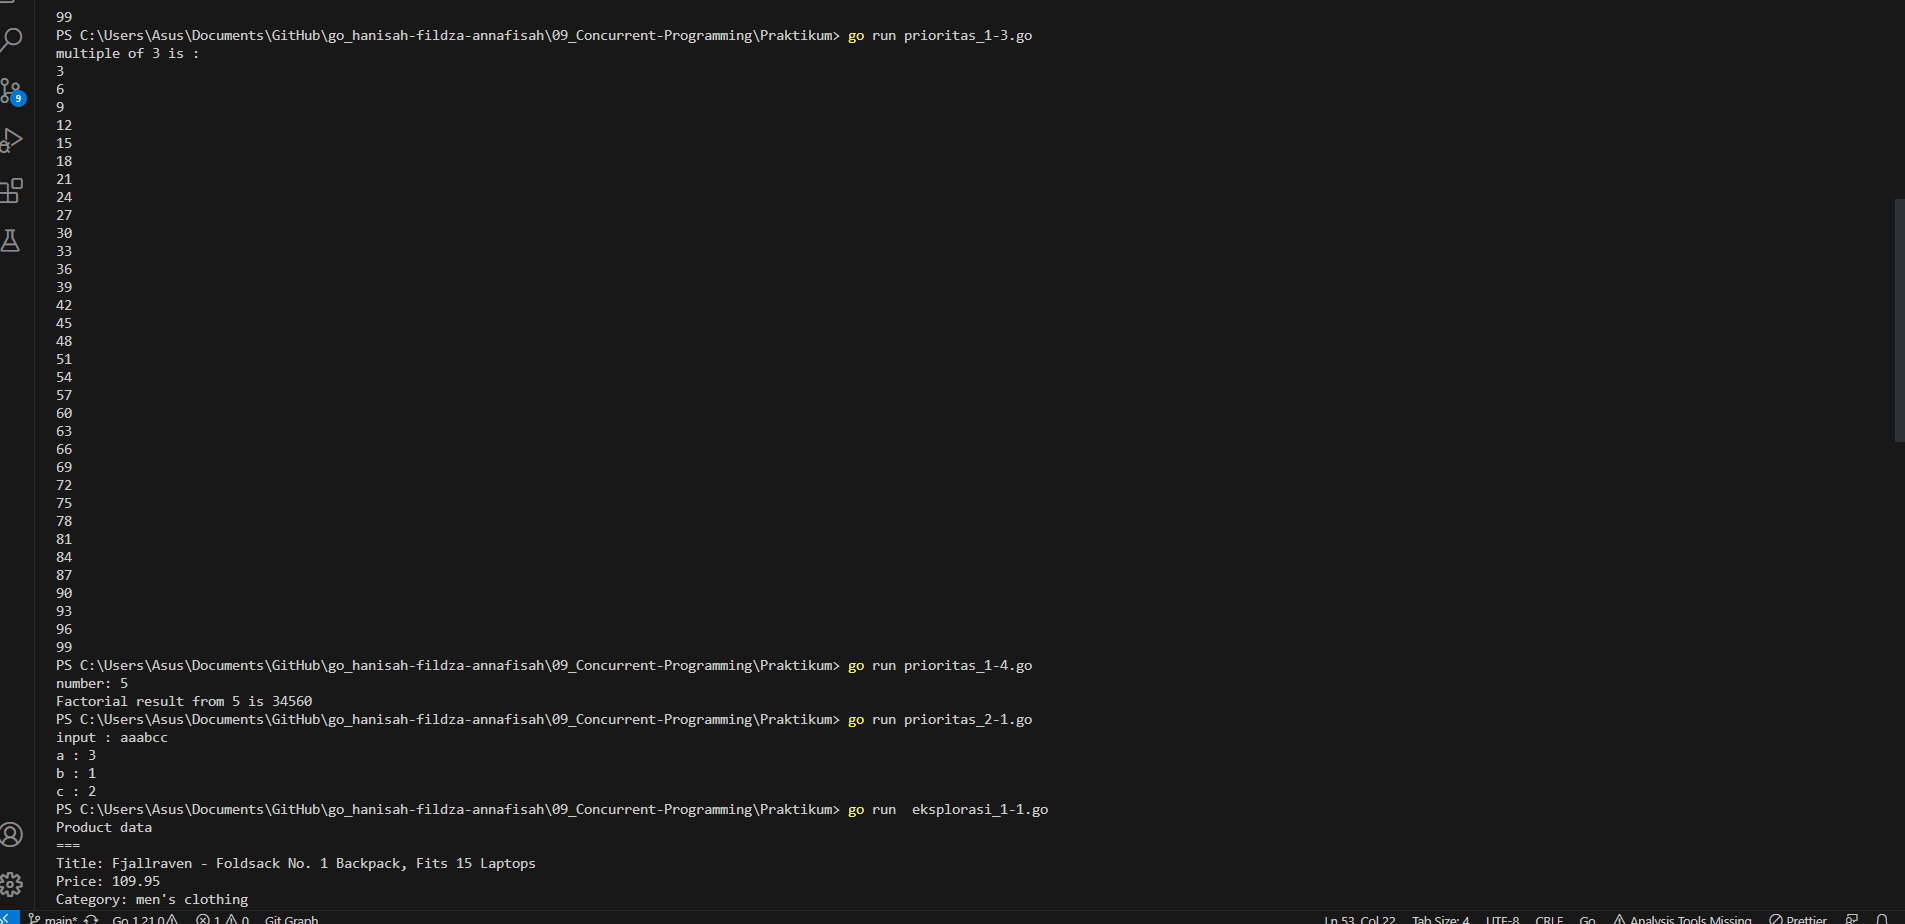 99
PS C:\Users\Asus\Documents\GitHub\go_hanisah-fildza-annafisah\09_Concurrent-Programming\Praktikum> go run prioritas_1-3.go
multiple of 3 is :
3
6
9
12
15
18
21
24
27
30
33
36
39
42
45
48
51
54
57
60
63
66
69
72
75
78
81
84
87
90
93
96
99
PS C:\Users\Asus\Documents\GitHub\go_hanisah-fildza-annafisah\09_Concurrent-Programming\Praktikum> go run prioritas_1-4.go
number: 5
Factorial result from 5 is 34560
PS C:\Users\Asus\Documents\GitHub\go_hanisah-fildza-annafisah\09_Concurrent-Programming\Praktikum> go run prioritas_2-1.go
input : aaabcc
a : 3
b : 1
c : 2
PS C:\Users\Asus\Documents\GitHub\go_hanisah-fildza-annafisah\09_Concurrent-Programming\Praktikum> go run  eksplorasi_1-1.go
Product data
===
Title: Fjallraven - Foldsack No. 1 Backpack, Fits 15 Laptops
Price: 109.95
Category: men's clothing
9
main* Go 1.21.0 1 0 Git Graph Ln 53, Col 22 Tab Size: 4 UTF-8 CRLF Go Analysis Tools Missing Prettier